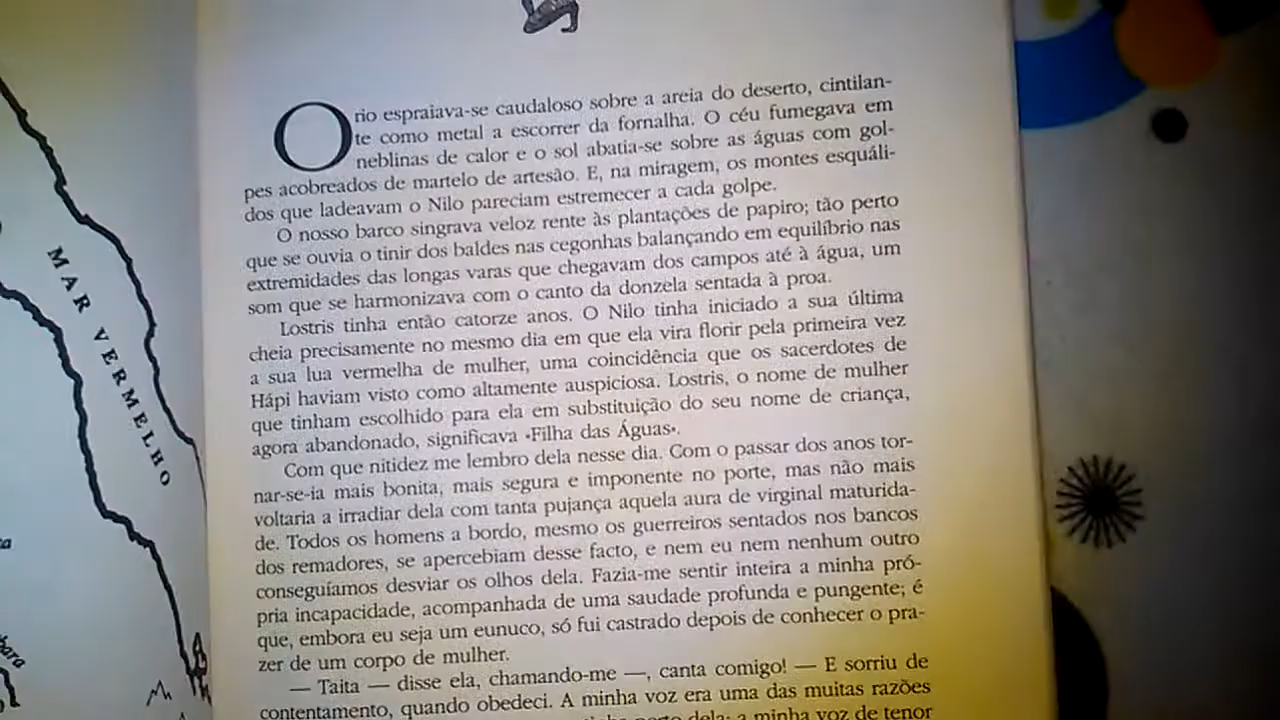 MAR VERMELHO
O rio espraiava-se caudaloso sobre a areia do deserto, cintilan-
te como metal a escorrer da fornalha. O céu fumegava em
neblinas de calor e o sol abatia-se sobre as águas com gol-
pes acobreados de martelo de artesão. E, na miragem, os montes esquáli-
dos que ladeavam o Nilo pareciam estremecer a cada golpe.
O nosso barco singrava veloz rente às plantações de papiro; tão perto
que se ouvia o tinir dos baldes nas cegonhas balançando em equilíbrio nas
extremidades das longas varas que chegavam dos campos até à água, um
som que se harmonizava com o canto da donzela sentada à proa.
Lostris tinha então catorze anos. O Nilo tinha iniciado a sua última
cheia precisamente no mesmo dia em que ela vira florir pela primeira vez
a sua lua vermelha de mulher, uma coincidência que os sacerdotes de
Hápi haviam visto como altamente auspiciosa. Lostris, o nome de mulher
que tinham escolhido para ela em substituição do seu nome de criança,
agora abandonado, significava «Filha das Águas».
Com que nitidez me lembro dela nesse dia. Com o passar dos anos tor-
nar-se-ia mais bonita, mais segura e imponente no porte, mas não mais
voltaria a irradiar dela com tanta pujança aquela aura de virginal maturida-
de. Todos os homens a bordo, mesmo os guerreiros sentados nos bancos
dos remadores, se apercebiam desse facto, e nem eu nem nenhum outro
conseguíamos desviar os olhos dela. Fazia-me sentir inteira a minha pró-
pria incapacidade, acompanhada de uma saudade profunda e pungente; é
que, embora eu seja um eunuco, só fui castrado depois de conhecer o pra-
zer de um corpo de mulher.
— Taita — disse ela, chamando-me —, canta comigo! — E sorriu de
contentamento, quando obedeci. A minha voz era uma das muitas razões
perto dela; a minha voz de tenor